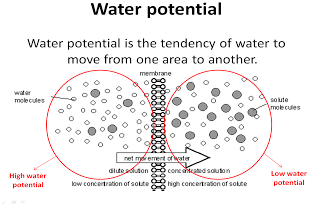 Water potential
Water potential is the tendency of water to
move from one area to another.
membrane
water
molecules
solute
molecules
net movement of water
dilute solution
concentrated solution
low concentration of solute
high concentration of solute
High water
potential
Low water
potential